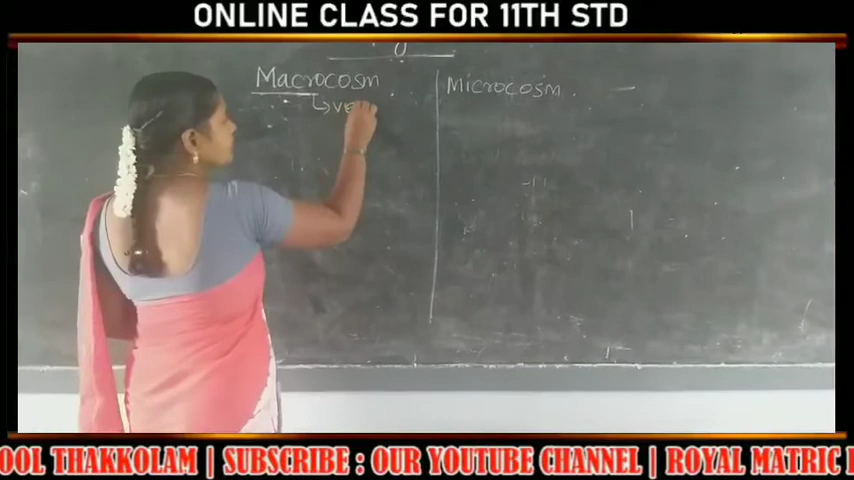 ONLINE CLASS FOR 11TH STD
Macrocosm
Microcosm
OOL THAKKOLAM | SUBSCRIBE : OUR YOUTUBE CHANNEL | ROYAL MATRIC